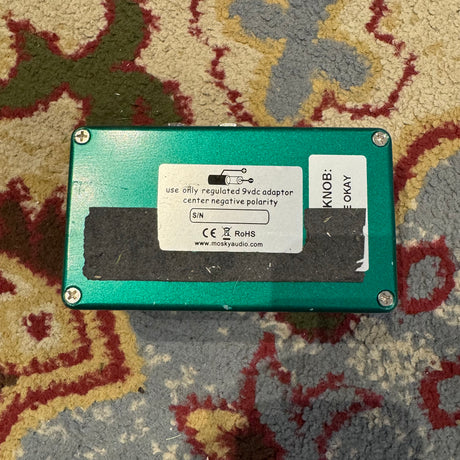 use only regulated 9vdc adaptor
center negative polarity
S/N
CE RoHS
www.moskyaudio.com
KNOB:
OKAY